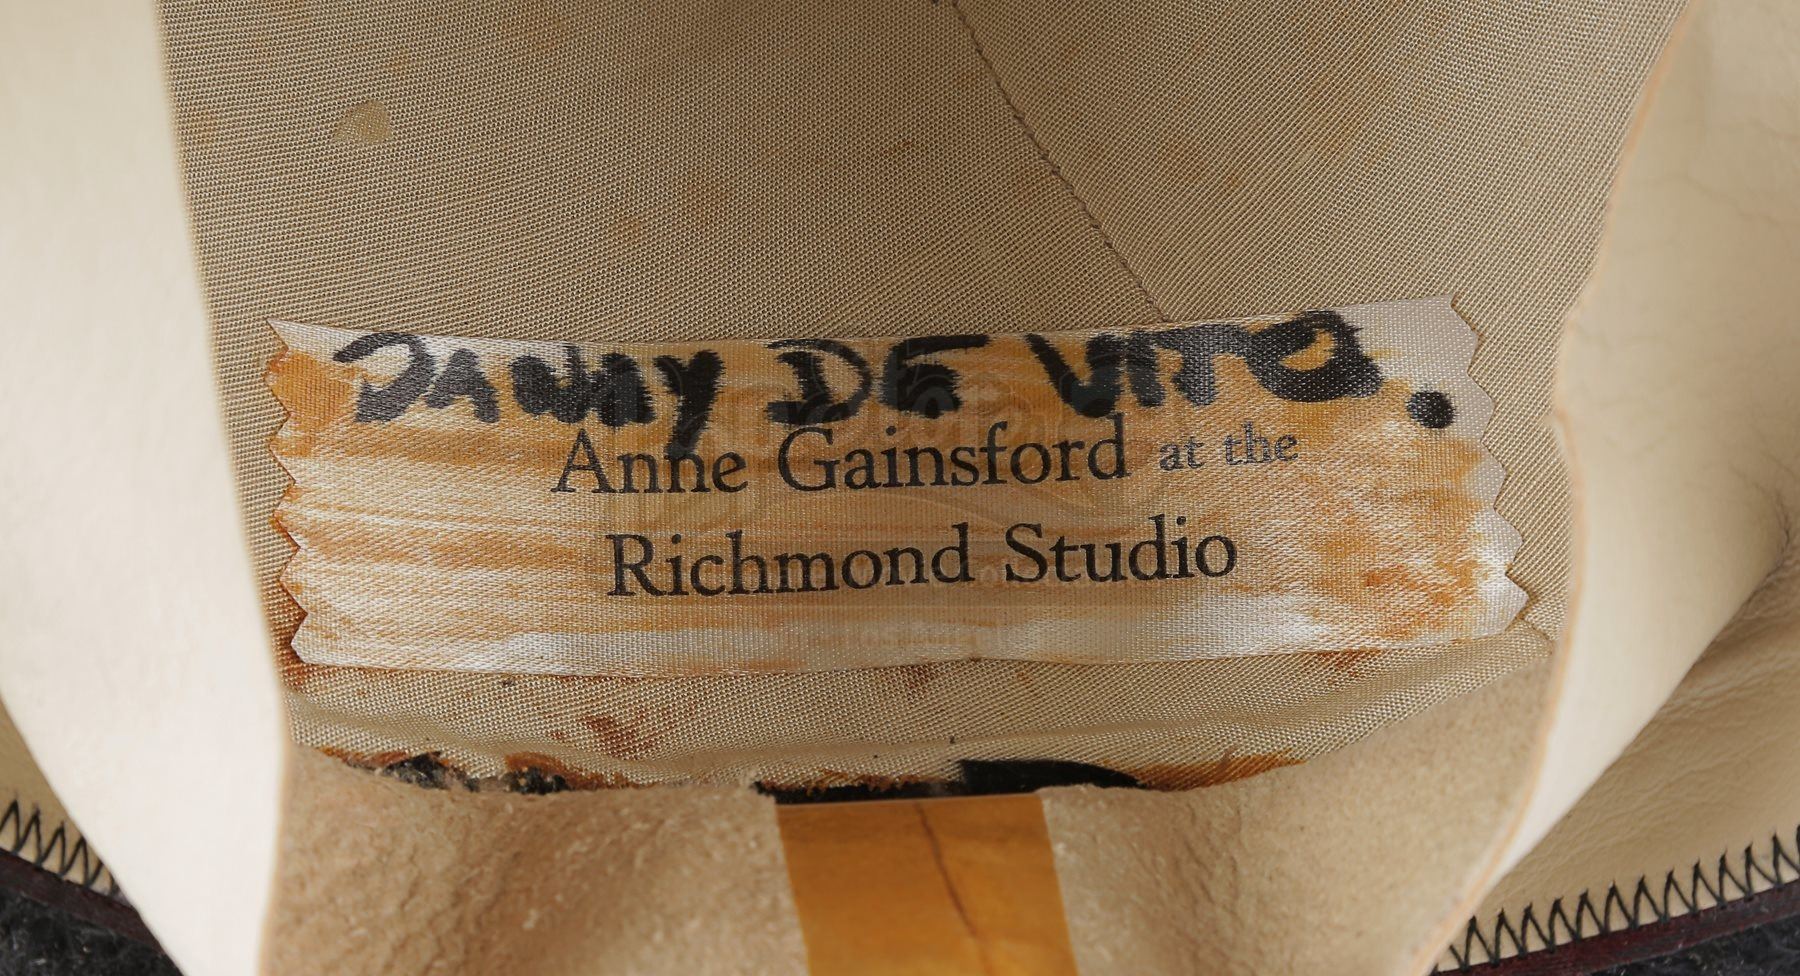 DANNY DE VITO.
Anne Gainsford at the
Richmond Studio